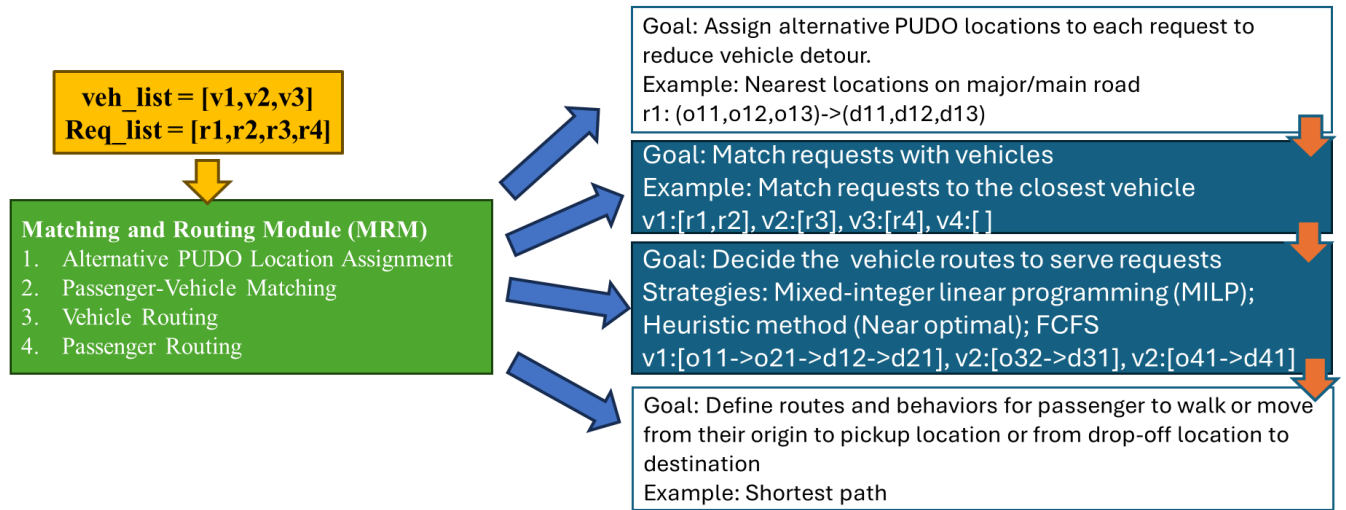 veh_list = [v1,v2,v3]
Req_list = [r1,r2,r3,r4]
Matching and Routing Module (MRM)
1. Alternative PUDO Location Assignment
2. Passenger-Vehicle Matching
3. Vehicle Routing
4. Passenger Routing
Goal: Assign alternative PUDO locations to each request to
reduce vehicle detour.
Example: Nearest locations on major/main road
r1: (o11,o12,o13)->(d11,d12,d13)
Goal: Match requests with vehicles
Example: Match requests to the closest vehicle
v1:[r1,r2], v2:[r3], v3:[r4], v4:[ ]
Goal: Decide the vehicle routes to serve requests
Strategies: Mixed-integer linear programming (MILP);
Heuristic method (Near optimal); FCFS
v1:[o11->o21->d12->d21], v2:[o32->d31], v2:[o41->d41]
Goal: Define routes and behaviors for passenger to walk or move
from their origin to pickup location or from drop-off location to
destination
Example: Shortest path